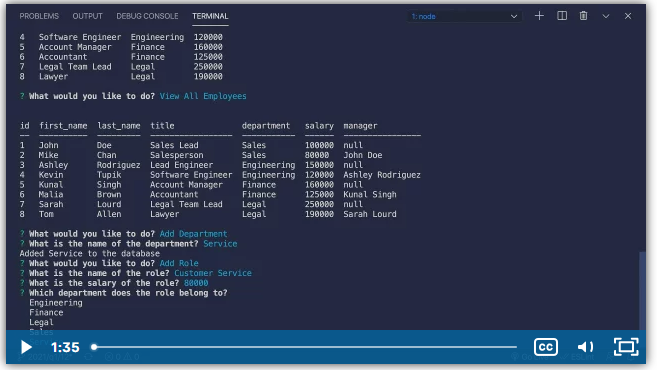 PROBLEMS OUTPUT DEBUG CONSOLE TERMINAL 1: node
4 Software Engineer Engineering 120000
5 Account Manager Finance 160000
6 Accountant Finance 125000
7 Legal Team Lead Legal 250000
8 Lawyer Legal 190000
? What would you like to do? View All Employees
id first_name last_name title department salary manager
1 John Doe Sales Lead Sales 100000 null
2 Mike Chan Salesperson Sales 80000 John Doe
3 Ashley Rodriguez Lead Engineer Engineering 150000 null
4 Kevin Tupik Software Engineer Engineering 120000 Ashley Rodriguez
5 Kunal Singh Account Manager Finance 160000 null
6 Malia Brown Accountant Finance 125000 Kunal Singh
7 Sarah Lourd Legal Team Lead Legal 250000 null
8 Tom Allen Lawyer Legal 190000 Sarah Lourd
? What would you like to do? Add Department
? What is the name of the department? Service
Added Service to the database
? What would you like to do? Add Role
? What is the name of the role? Customer Service
? What is the salary of the role? 80000
? Which department does the role belong to?
Engineering
Finance
Legal
Sales
1:35 CC